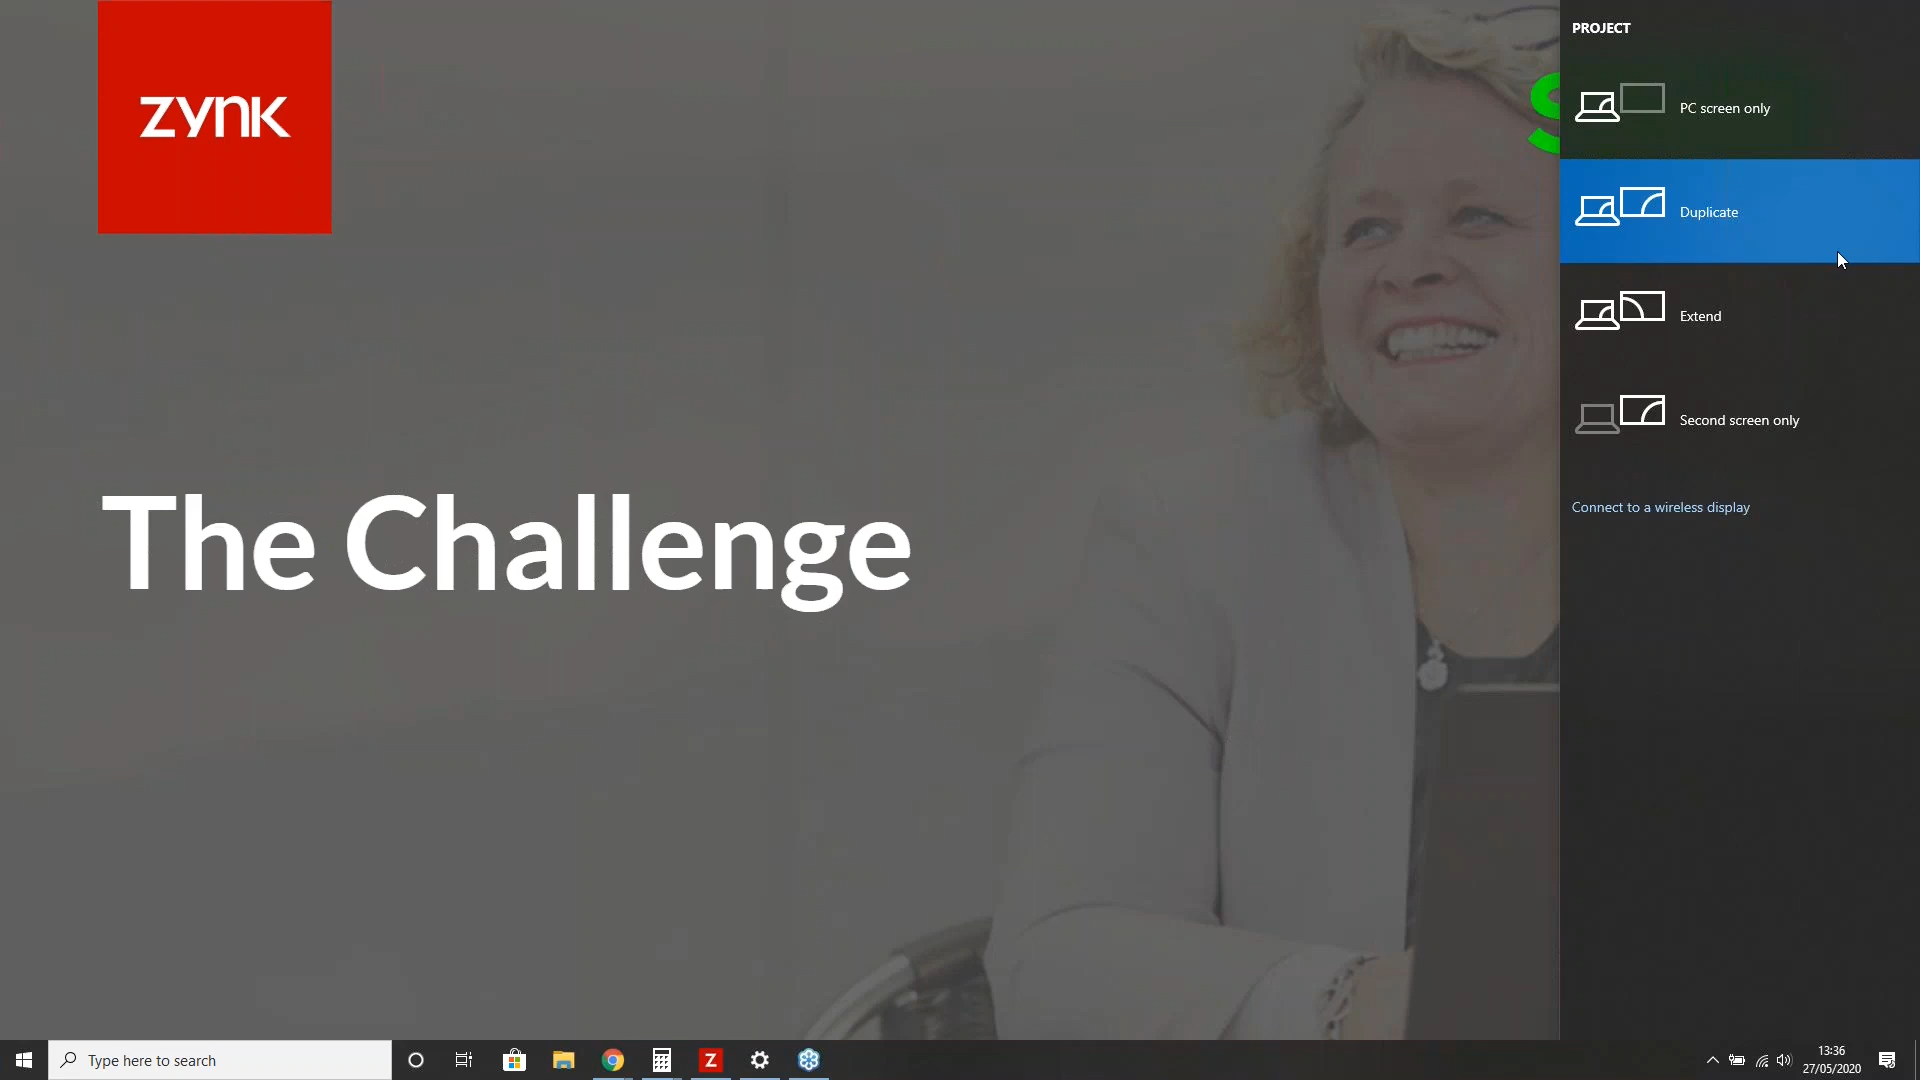 zynk
The Challenge
S
PROJECT
PC screen only
Duplicate
Extend
Second screen only
Connect to a wireless display
Type here to search
Z
13:36
27/05/2020